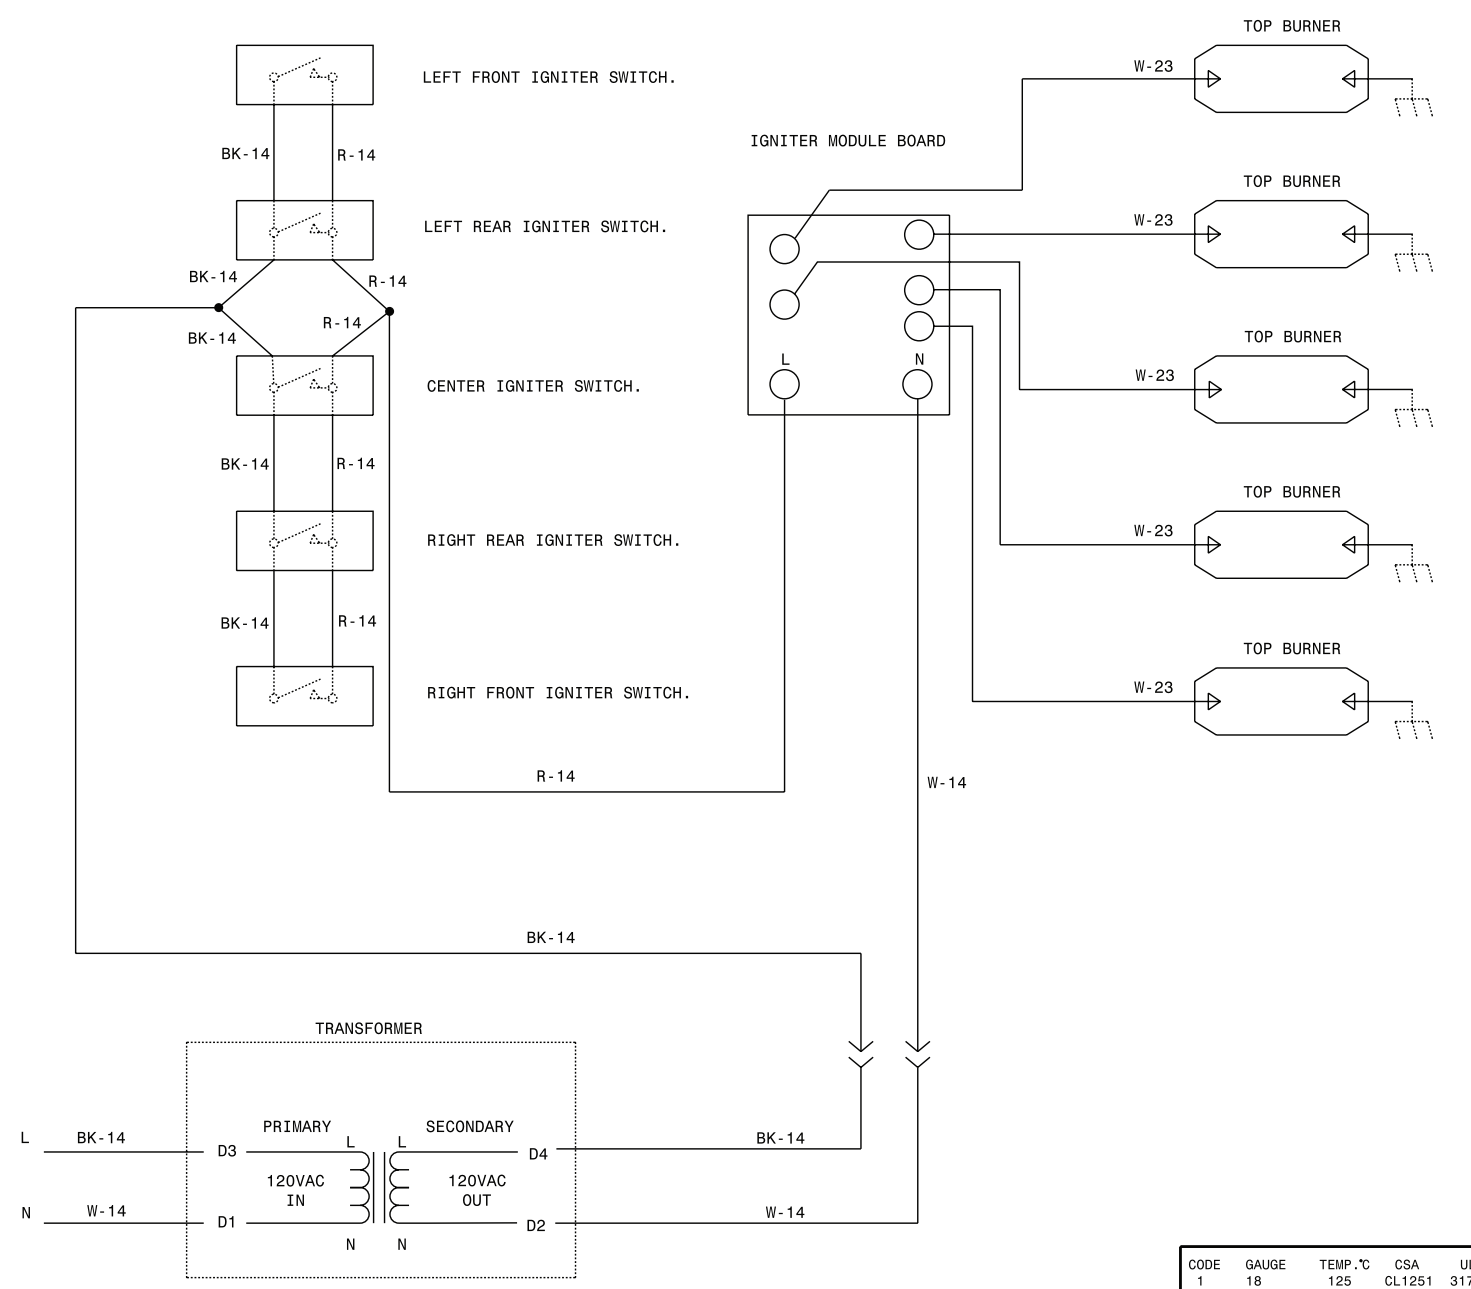 TOP BURNER
W-23
LEFT FRONT IGNITER SWITCH.
IGNITER MODULE BOARD
BK-14
R-14
TOP BURNER
W-23
LEFT REAR IGNITER SWITCH.
BK-14
R-14
R-14
BK-14
TOP BURNER
L
N
W-23
CENTER IGNITER SWITCH.
BK-14
R-14
TOP BURNER
W-23
RIGHT REAR IGNITER SWITCH.
BK-14
R-14
TOP BURNER
W-23
RIGHT FRONT IGNITER SWITCH.
R-14
W-14
BK-14
TRANSFORMER
PRIMARY
SECONDARY
L
BK-14
L
L
BK-14
D3
D4
120VAC
IN
120VAC
OUT
N
W-14
D1
D2
W-14
N
N
CODE GAUGE TEMP.°C CSA
1 18 125 CL1251